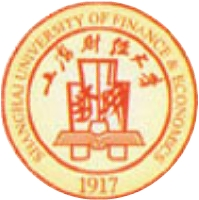 SHANGHAI UNIVERSITY OF FINANCE & ECONOMICS
上海财经大学
1917